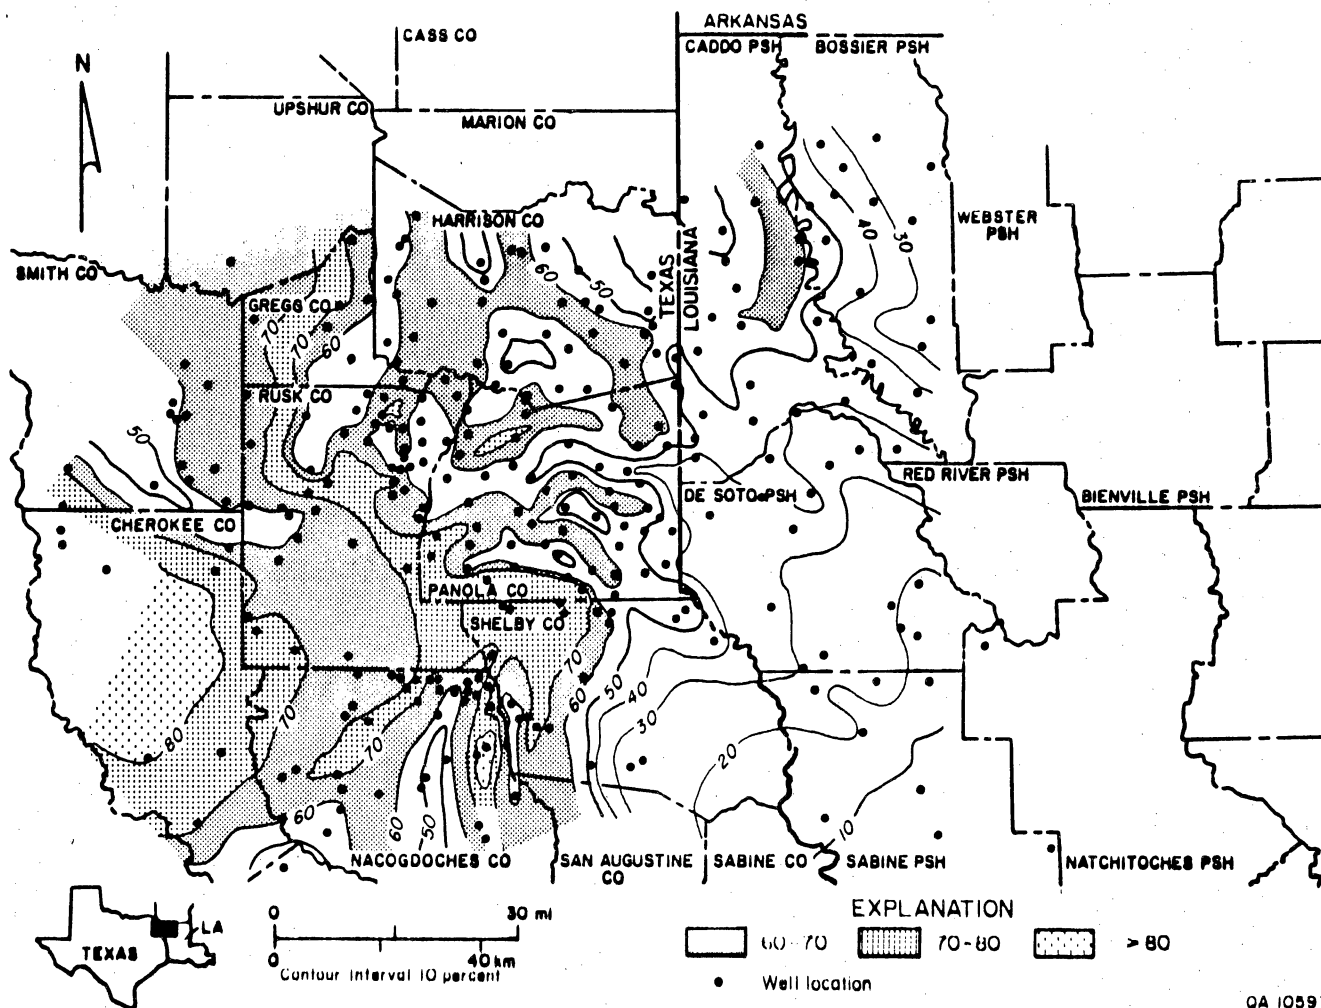 ARKANSAS
CASS CO
CADDO PSH
BOSSIER PSH
N
UPSHUR CO
MARION CO
HARRISON CO
WEBSTER
PSH
40
30
SMITH CO
TEXAS
LOUISIANA
60
50
GREGG CO
70
70
60
RUSK CO
50
RED RIVER PSH
DE SOTO PSH
BIENVILLE PSH
CHEROKEE CO
PANOLA CO
SHELBY CO
70
50
60
40
30
70
80
70
20
60
60
50
10
NACOGDOCHES CO
SAN AUGUSTINE
CO
SABINE CO
SABINE PSH
NATCHITOCHES PSH
TEXAS
LA
0 30 mi
0 40 km
Contour Interval 10 percent
EXPLANATION
60-70 70-80 > 80
Well location
QA 1059